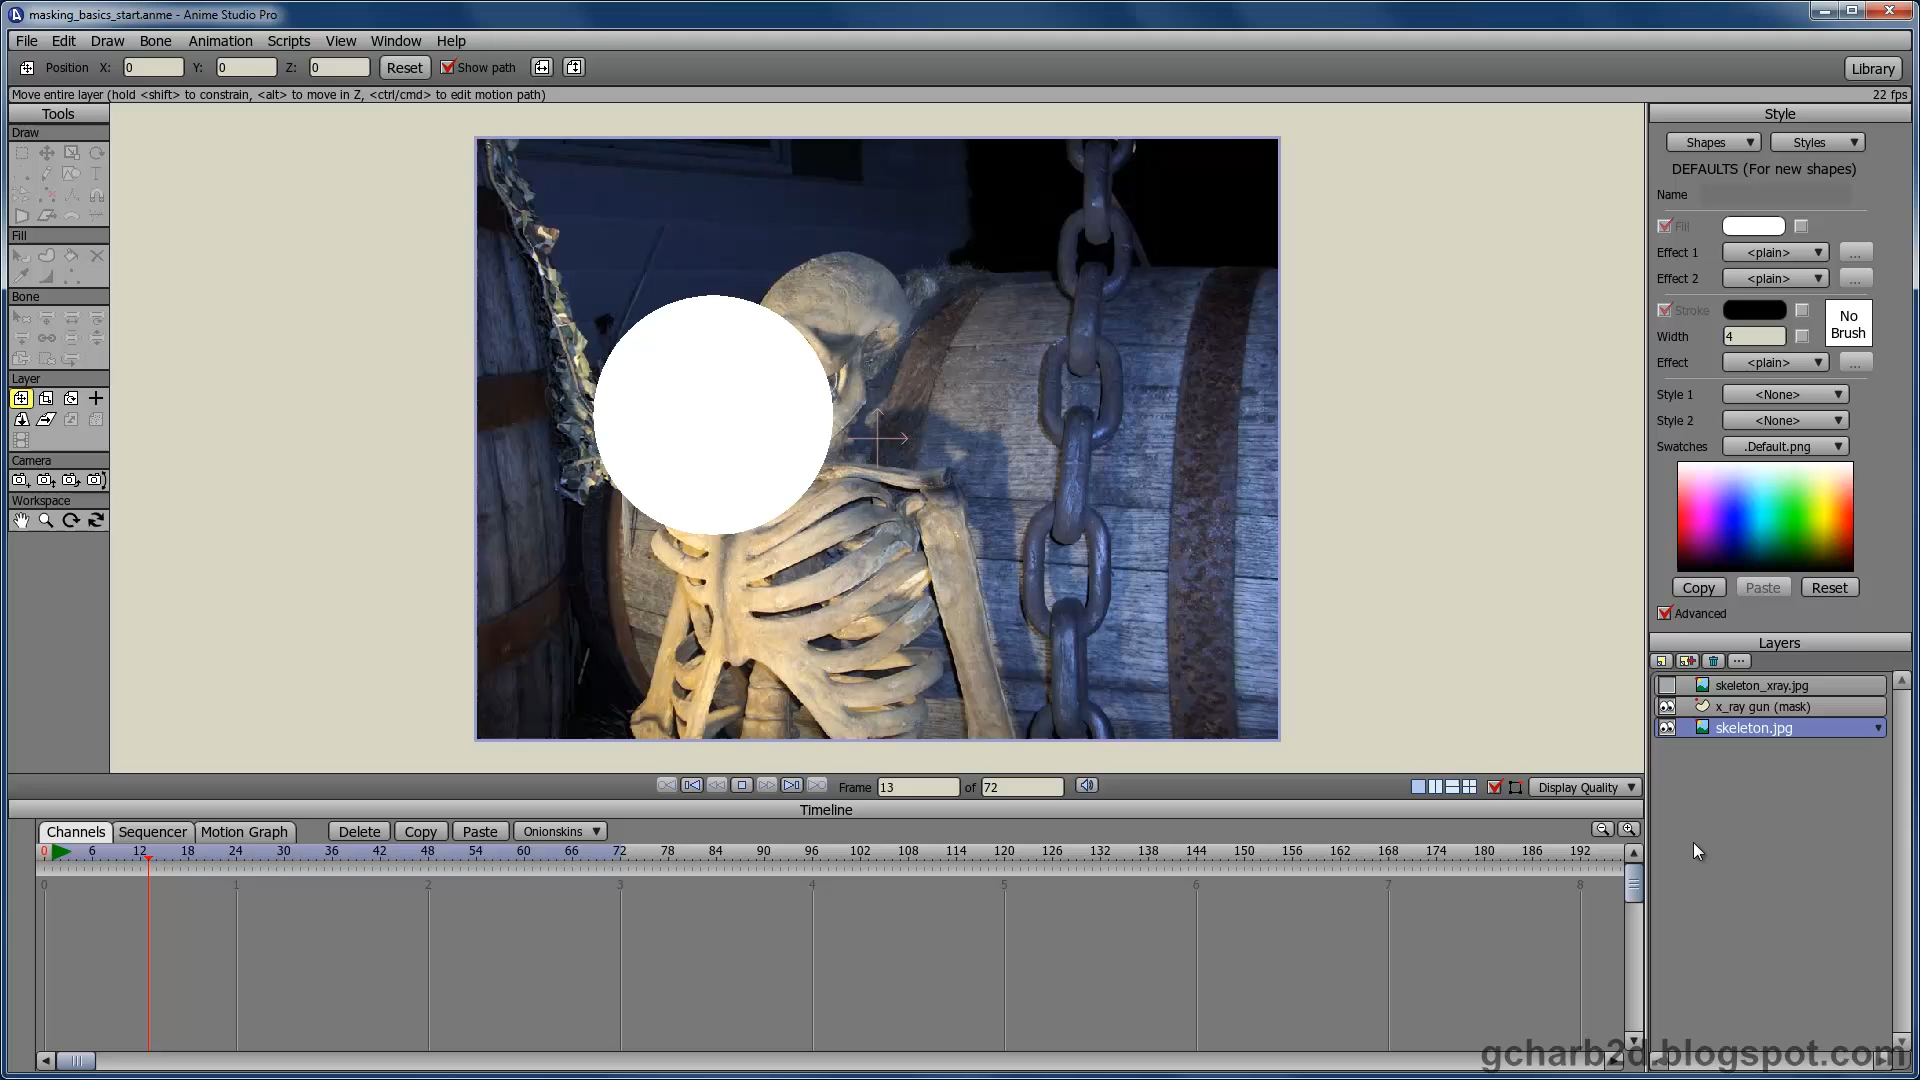 masking_basics_start.anme - Anime Studio Pro
File Edit Draw Bone Animation Scripts View Window Help
Position X: 0 Y: 0 Z: 0 Reset Show path Library
Move entire layer (hold <shift> to constrain, <alt> to move in Z, <ctrl/cmd> to edit motion path) 22 fps
Tools
Draw
Fill
Bone
Layer
Camera
Workspace
Style
Shapes Styles
DEFAULTS (For new shapes)
Name
Fill
Effect 1 <plain> ...
Effect 2 <plain> ...
Stroke
No Brush
Width 4
Effect <plain> ...
Style 1 <None>
Style 2 <None>
Swatches .Default.png
Copy Paste Reset
Advanced
Layers
skeleton_xray.jpg
x_ray gun (mask)
skeleton.jpg
Frame 13 of 72 Display Quality
Timeline
Channels Sequencer Motion Graph Delete Copy Paste Onionskins
0 6 12 18 24 30 36 42 48 54 60 66 72 78 84 90 96 102 108 114 120 126 132 138 144 150 156 162 168 174 180 186 192
0 1 2 3 4 5 6 7 8
gcharb2d.blogspot.com